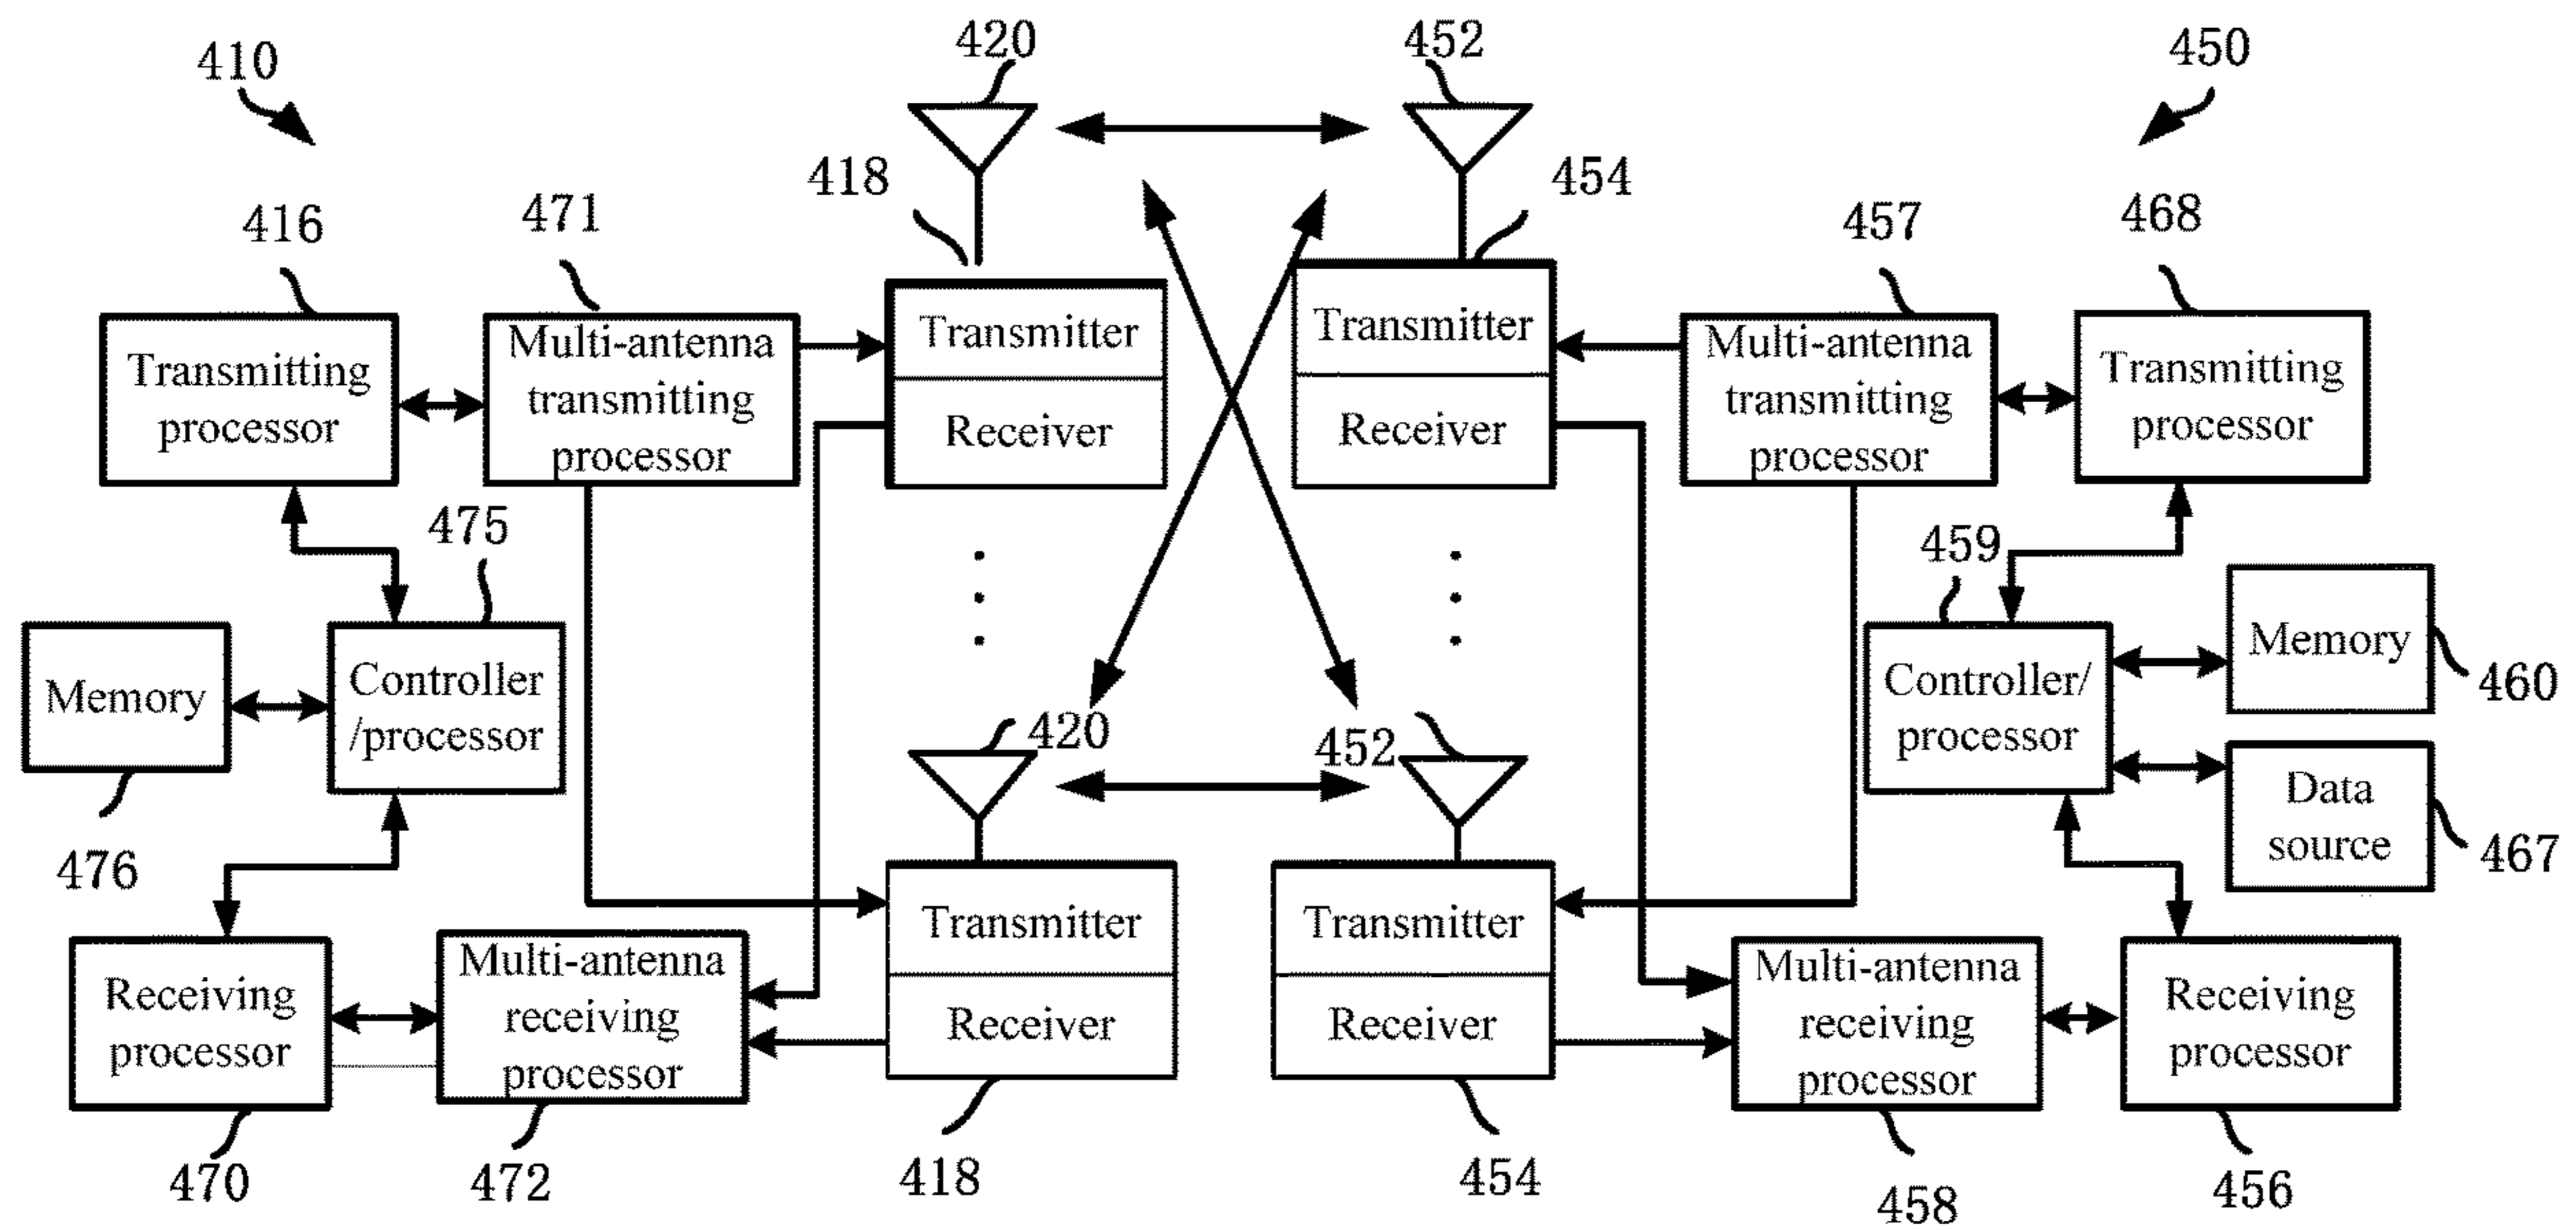 420
452
410
450
418
454
416
471
457
468
Transmitting
processor
Multi-antenna
transmitting
processor
Transmitter
Receiver
Transmitter
Receiver
Multi-antenna
transmitting
processor
Transmitting
processor
475
459
Memory
Controller
/processor
Controller/
processor
Memory
460
420
452
Data
source
467
476
Receiving
processor
Multi-antenna
receiving
processor
Transmitter
Receiver
Transmitter
Receiver
Multi-antenna
receiving
processor
Receiving
processor
470
472
418
454
458
456